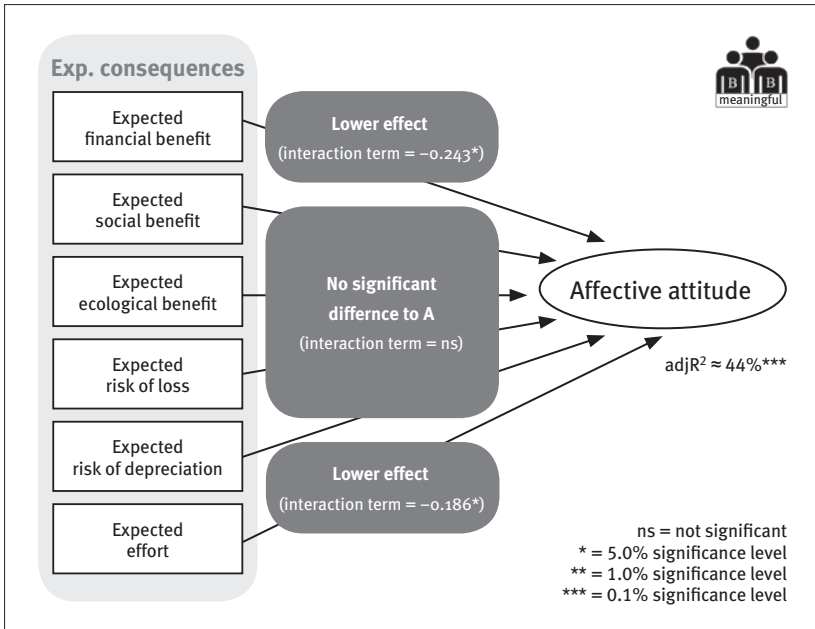 Exp. consequences
Expected
financial benefit
Expected
social benefit
Expected
ecological benefit
Expected
risk of loss
Expected
risk of depreciation
Expected
effort
Lower effect
(interaction term = –0.243*)
No significant
differnce to A
(interaction term = ns)
Lower effect
(interaction term = –0.186*)
B B
meaningful
Affective attitude
adjR² ≈ 44%***
ns = not significant
* = 5.0% significance level
** = 1.0% significance level
*** = 0.1% significance level